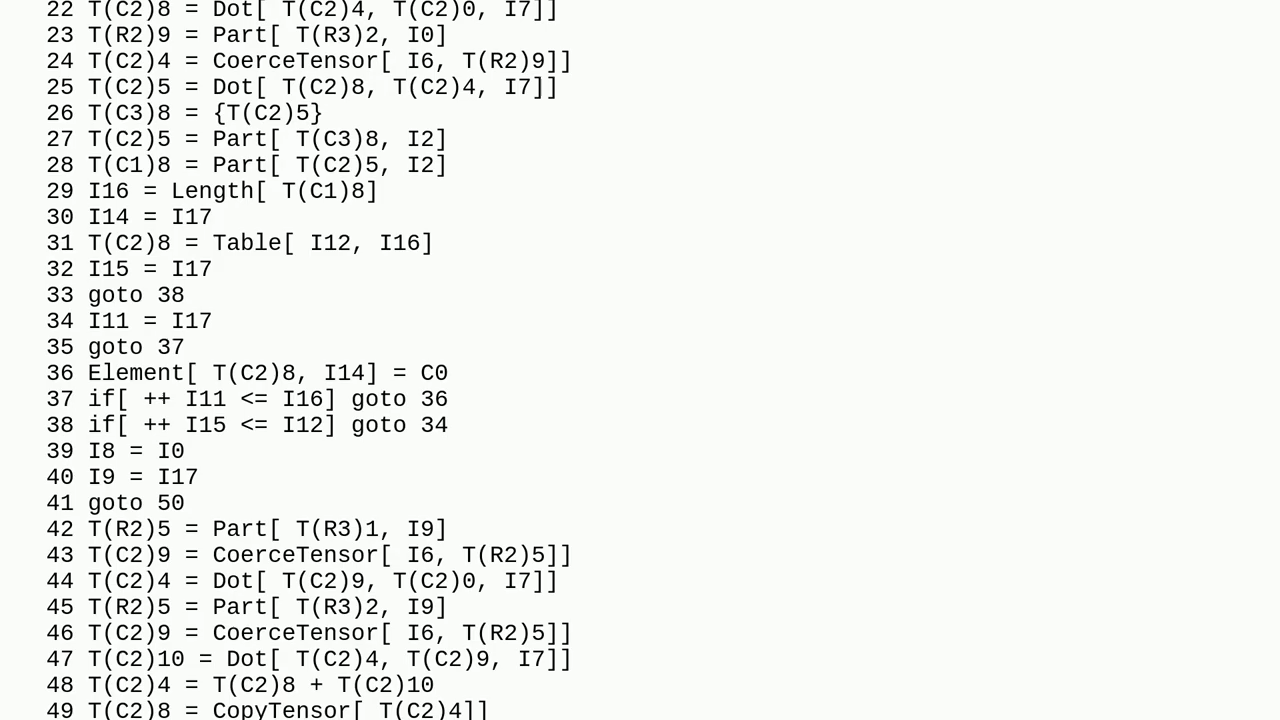 22 T(C2)8 = Dot[ T(C2)4, T(C2)0, I7]]
23 T(R2)9 = Part[ T(R3)2, I0]
24 T(C2)4 = CoerceTensor[ I6, T(R2)9]]
25 T(C2)5 = Dot[ T(C2)8, T(C2)4, I7]]
26 T(C3)8 = {T(C2)5}
27 T(C2)5 = Part[ T(C3)8, I2]
28 T(C1)8 = Part[ T(C2)5, I2]
29 I16 = Length[ T(C1)8]
30 I14 = I17
31 T(C2)8 = Table[ I12, I16]
32 I15 = I17
33 goto 38
34 I11 = I17
35 goto 37
36 Element[ T(C2)8, I14] = C0
37 if[ ++ I11 <= I16] goto 36
38 if[ ++ I15 <= I12] goto 34
39 I8 = I0
40 I9 = I17
41 goto 50
42 T(R2)5 = Part[ T(R3)1, I9]
43 T(C2)9 = CoerceTensor[ I6, T(R2)5]]
44 T(C2)4 = Dot[ T(C2)9, T(C2)0, I7]]
45 T(R2)5 = Part[ T(R3)2, I9]
46 T(C2)9 = CoerceTensor[ I6, T(R2)5]]
47 T(C2)10 = Dot[ T(C2)4, T(C2)9, I7]]
48 T(C2)4 = T(C2)8 + T(C2)10
49 T(C2)8 = CopyTensor[ T(C2)4]]